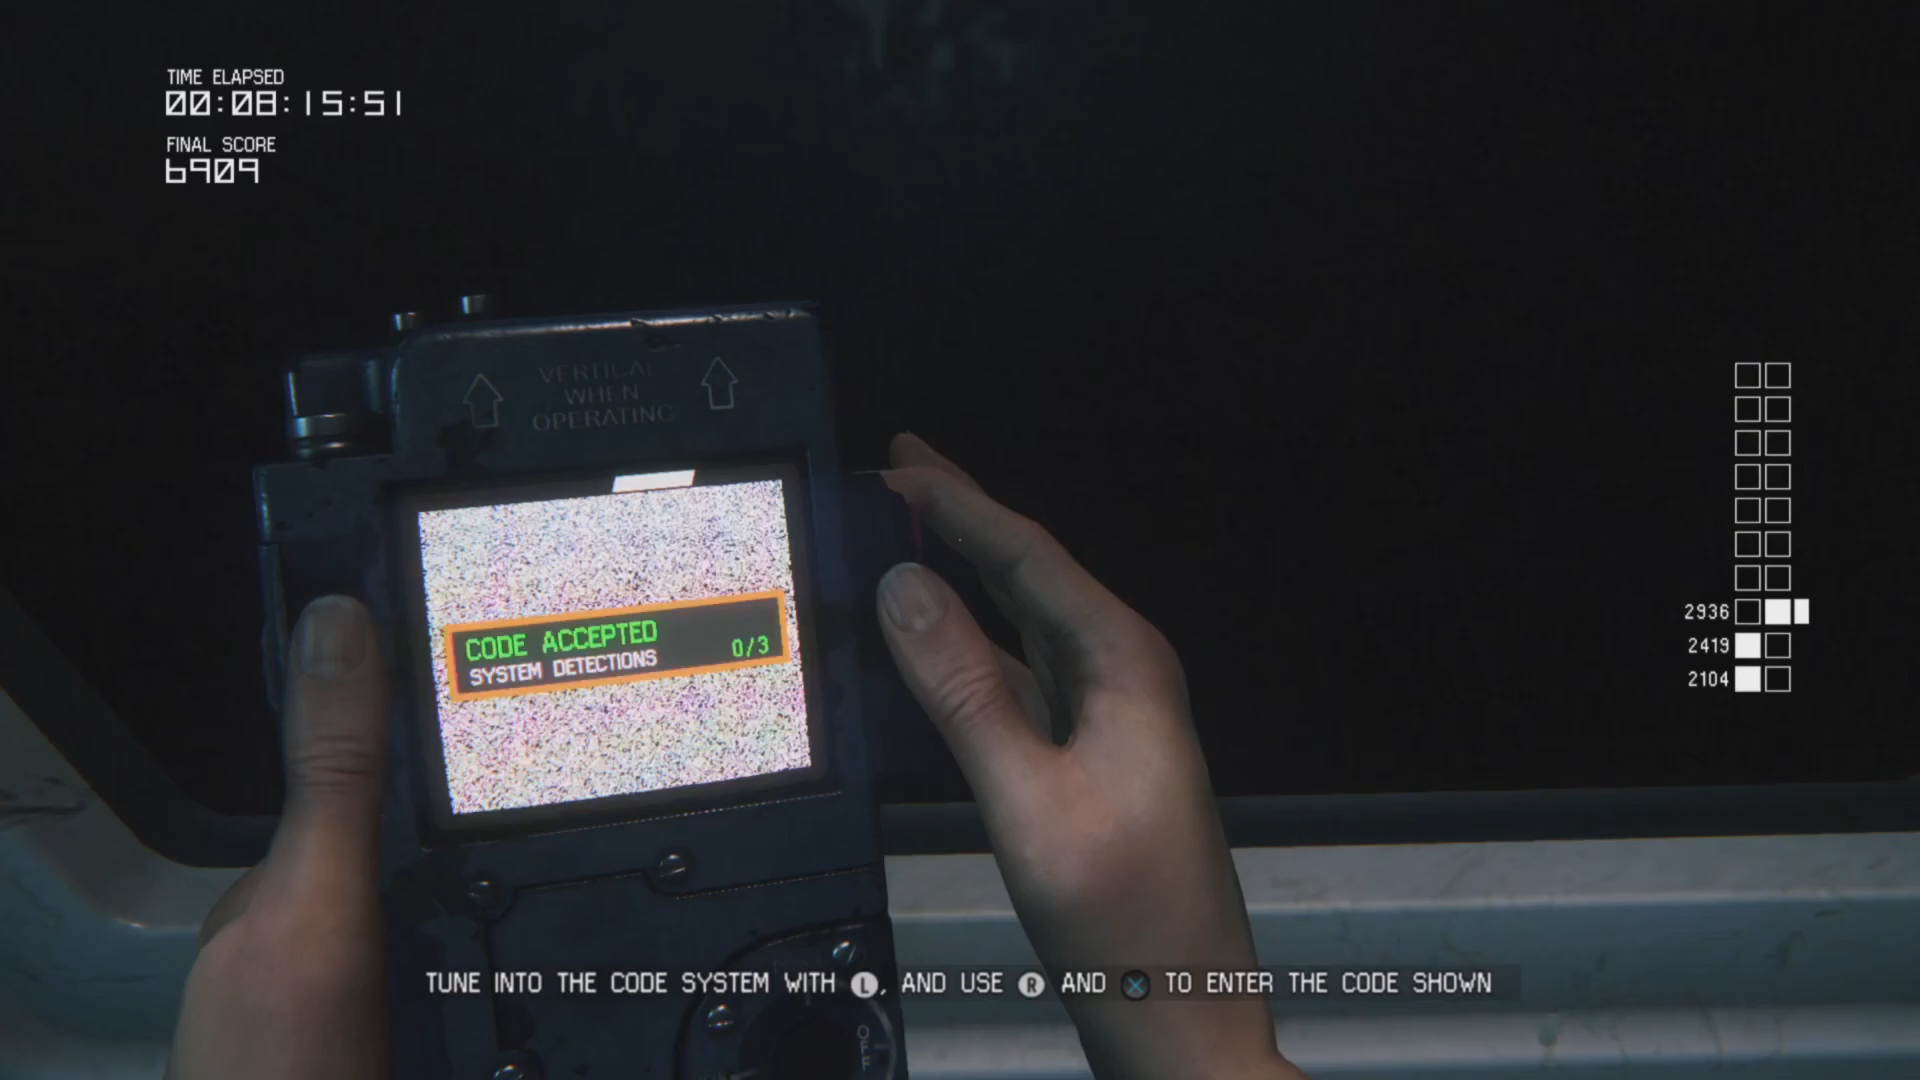 TIME ELAPSED
00:08:15:51
FINAL SCORE
6909
VERTICAL
WHEN
OPERATING
CODE ACCEPTED
SYSTEM DETECTIONS 0/3
2936
2419
2104
TUNE INTO THE CODE SYSTEM WITH L, AND USE R AND X TO ENTER THE CODE SHOWN
OFF